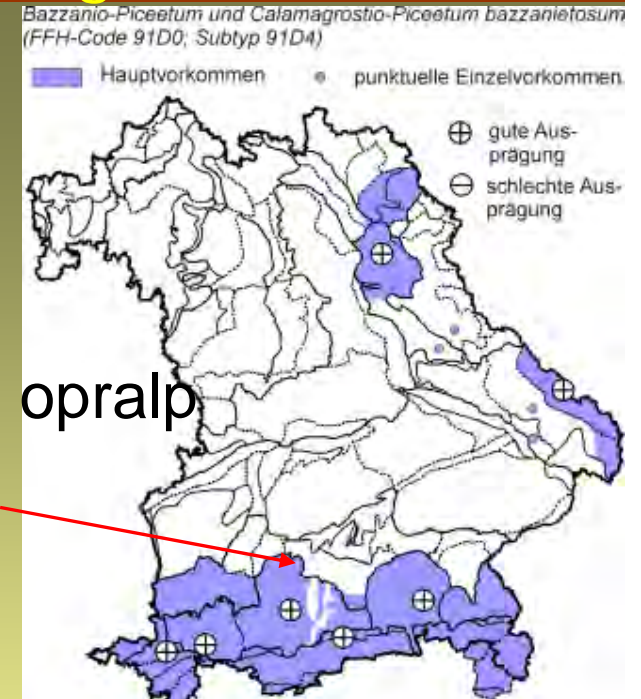 Bazzanio-Piceetum und Calamagrostio-Piceetum bazzanietosum
(FFH-Code 91D0; Subtyp 91D4)
Hauptvorkommen punktuelle Einzelvorkommen
gute Aus-
prägung
schlechte Aus-
prägung
opralp